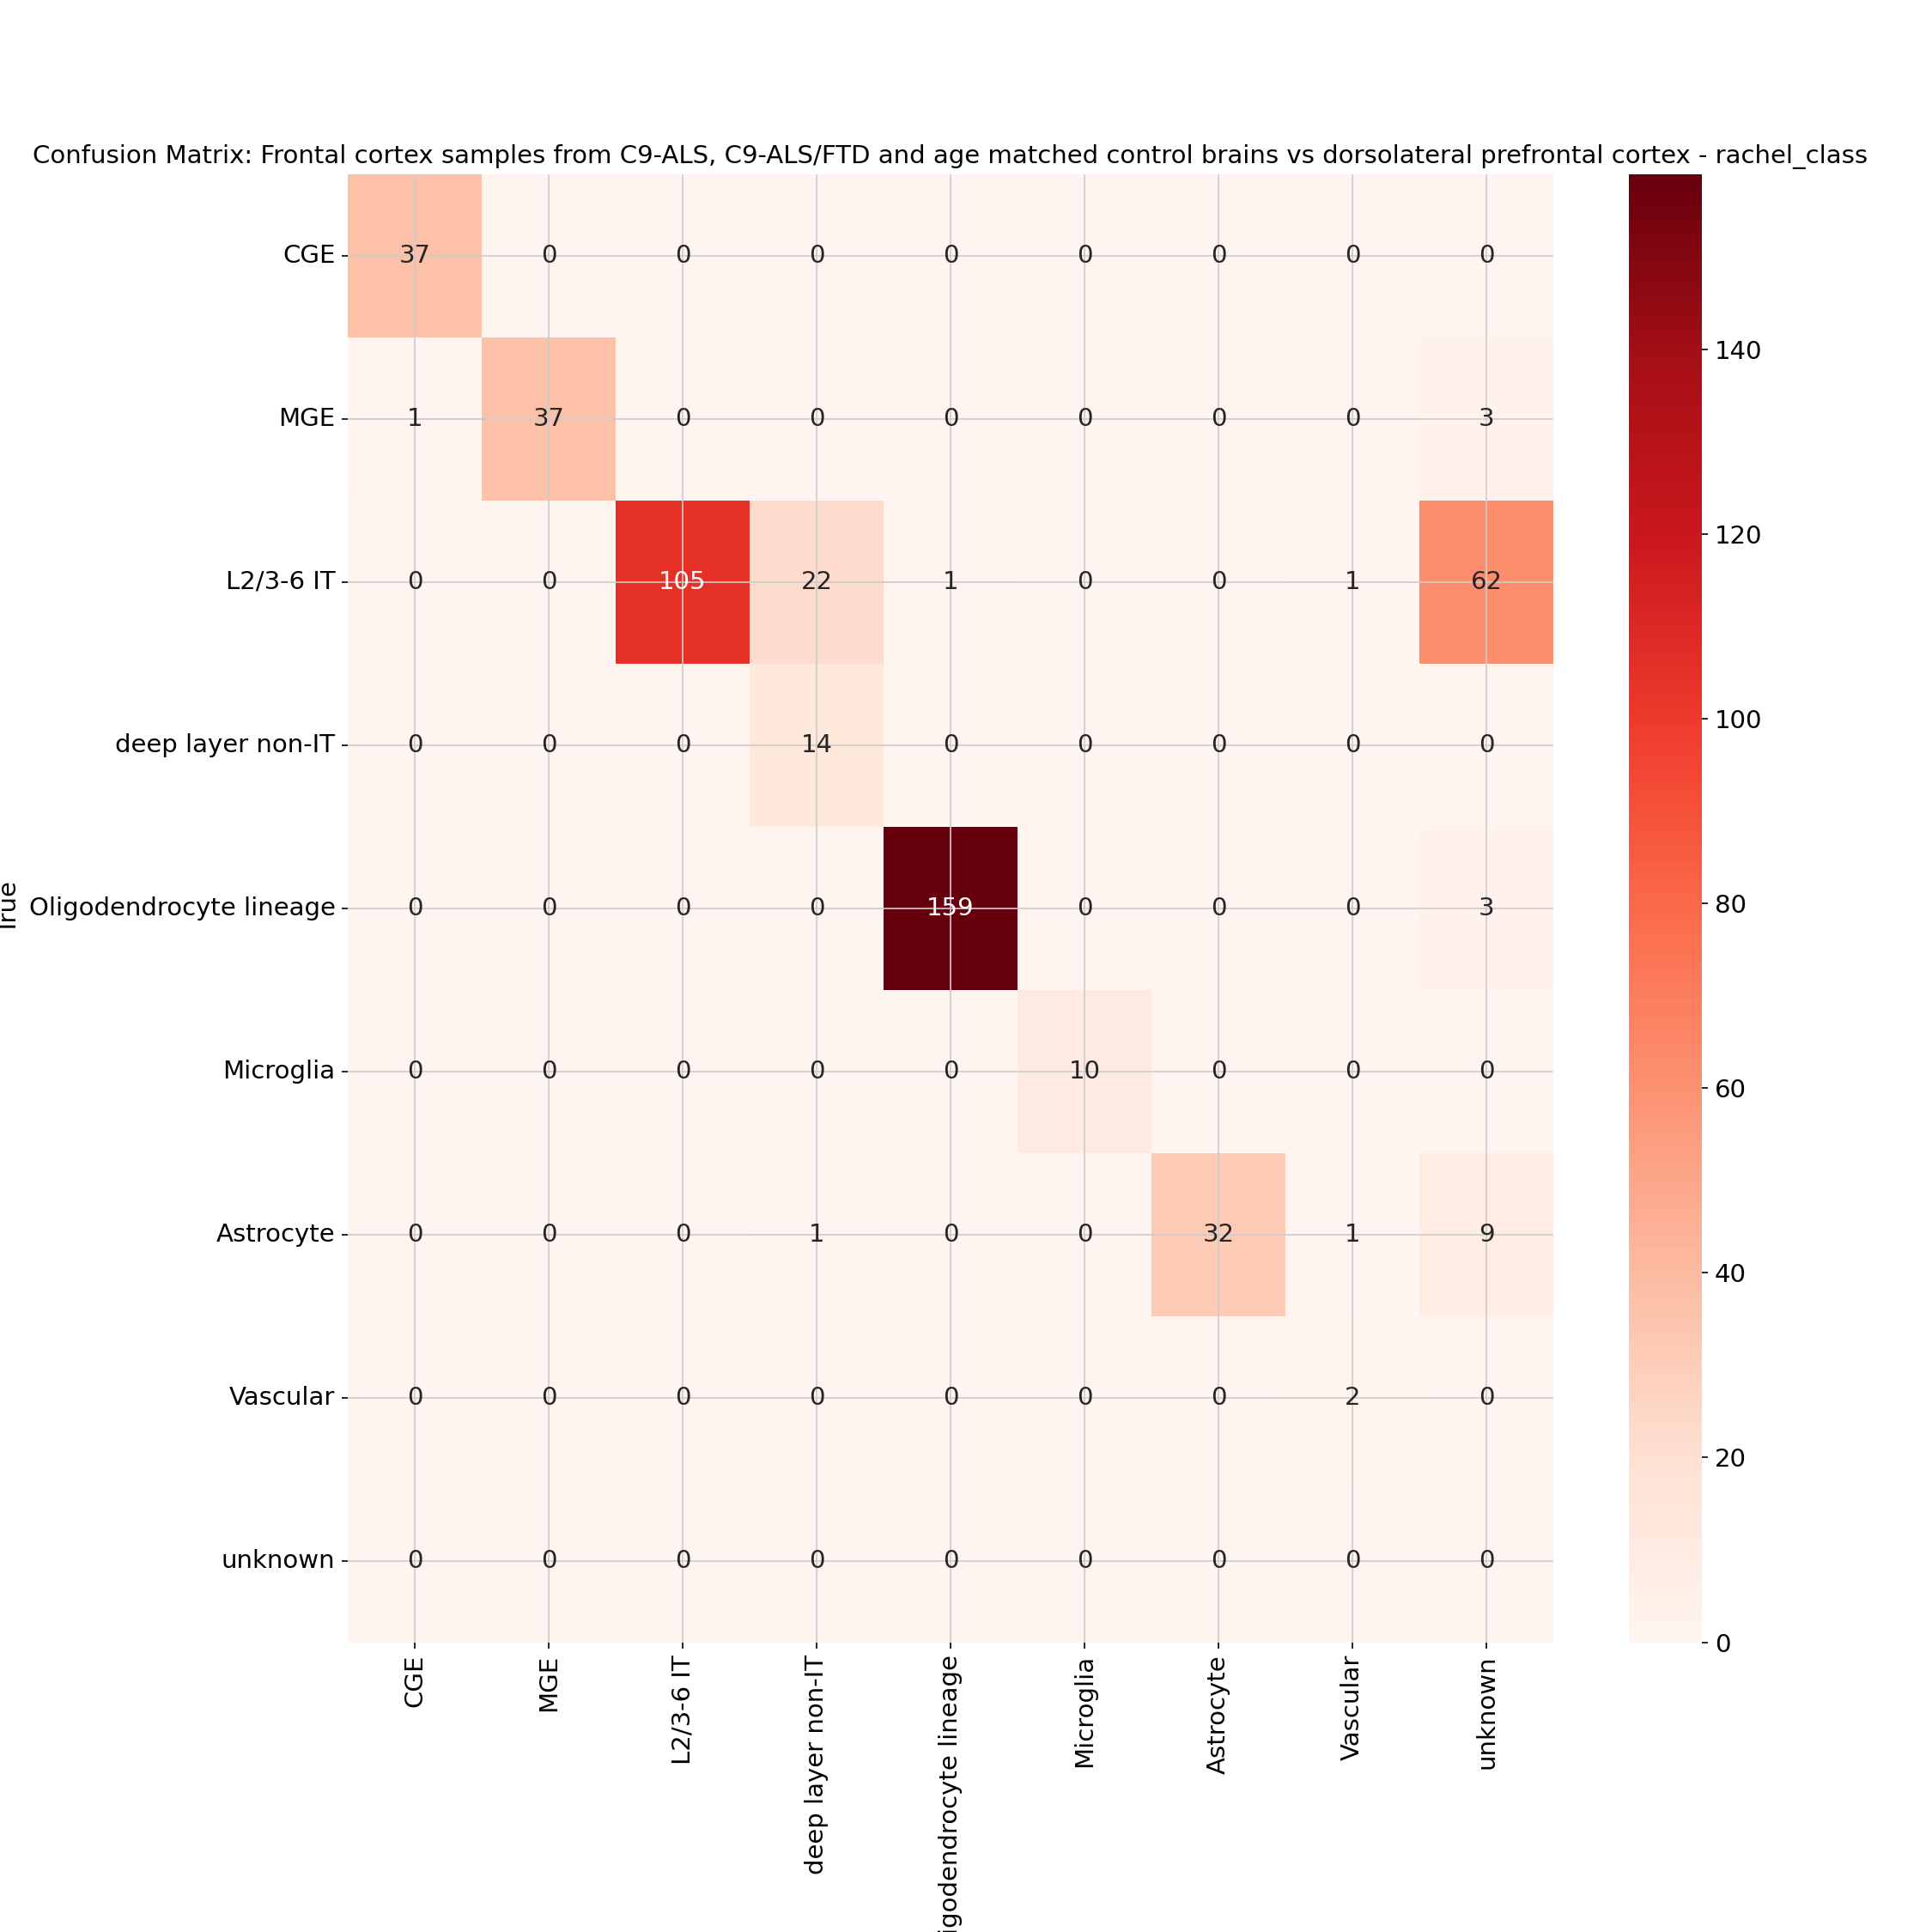 Confusion Matrix: Frontal cortex samples from C9-ALS, C9-ALS/FTD and age matched control brains vs dorsolateral prefrontal cortex - rachel_class
CGE 37 0 0 0 0 0 0 0 0
MGE 1 37 0 0 0 0 0 0 3
L2/3-6 IT 0 0 105 22 1 0 0 1 62
deep layer non-IT 0 0 0 14 0 0 0 0 0
Oligodendrocyte lineage 0 0 0 0 159 0 0 0 3
Microglia 0 0 0 0 0 10 0 0 0
Astrocyte 0 0 0 1 0 0 32 1 9
Vascular 0 0 0 0 0 0 0 2 0
unknown 0 0 0 0 0 0 0 0 0
True
CGE
MGE
L2/3-6 IT
deep layer non-IT
igodendrocyte lineage
Microglia
Astrocyte
Vascular
unknown
140
120
100
80
60
40
20
0